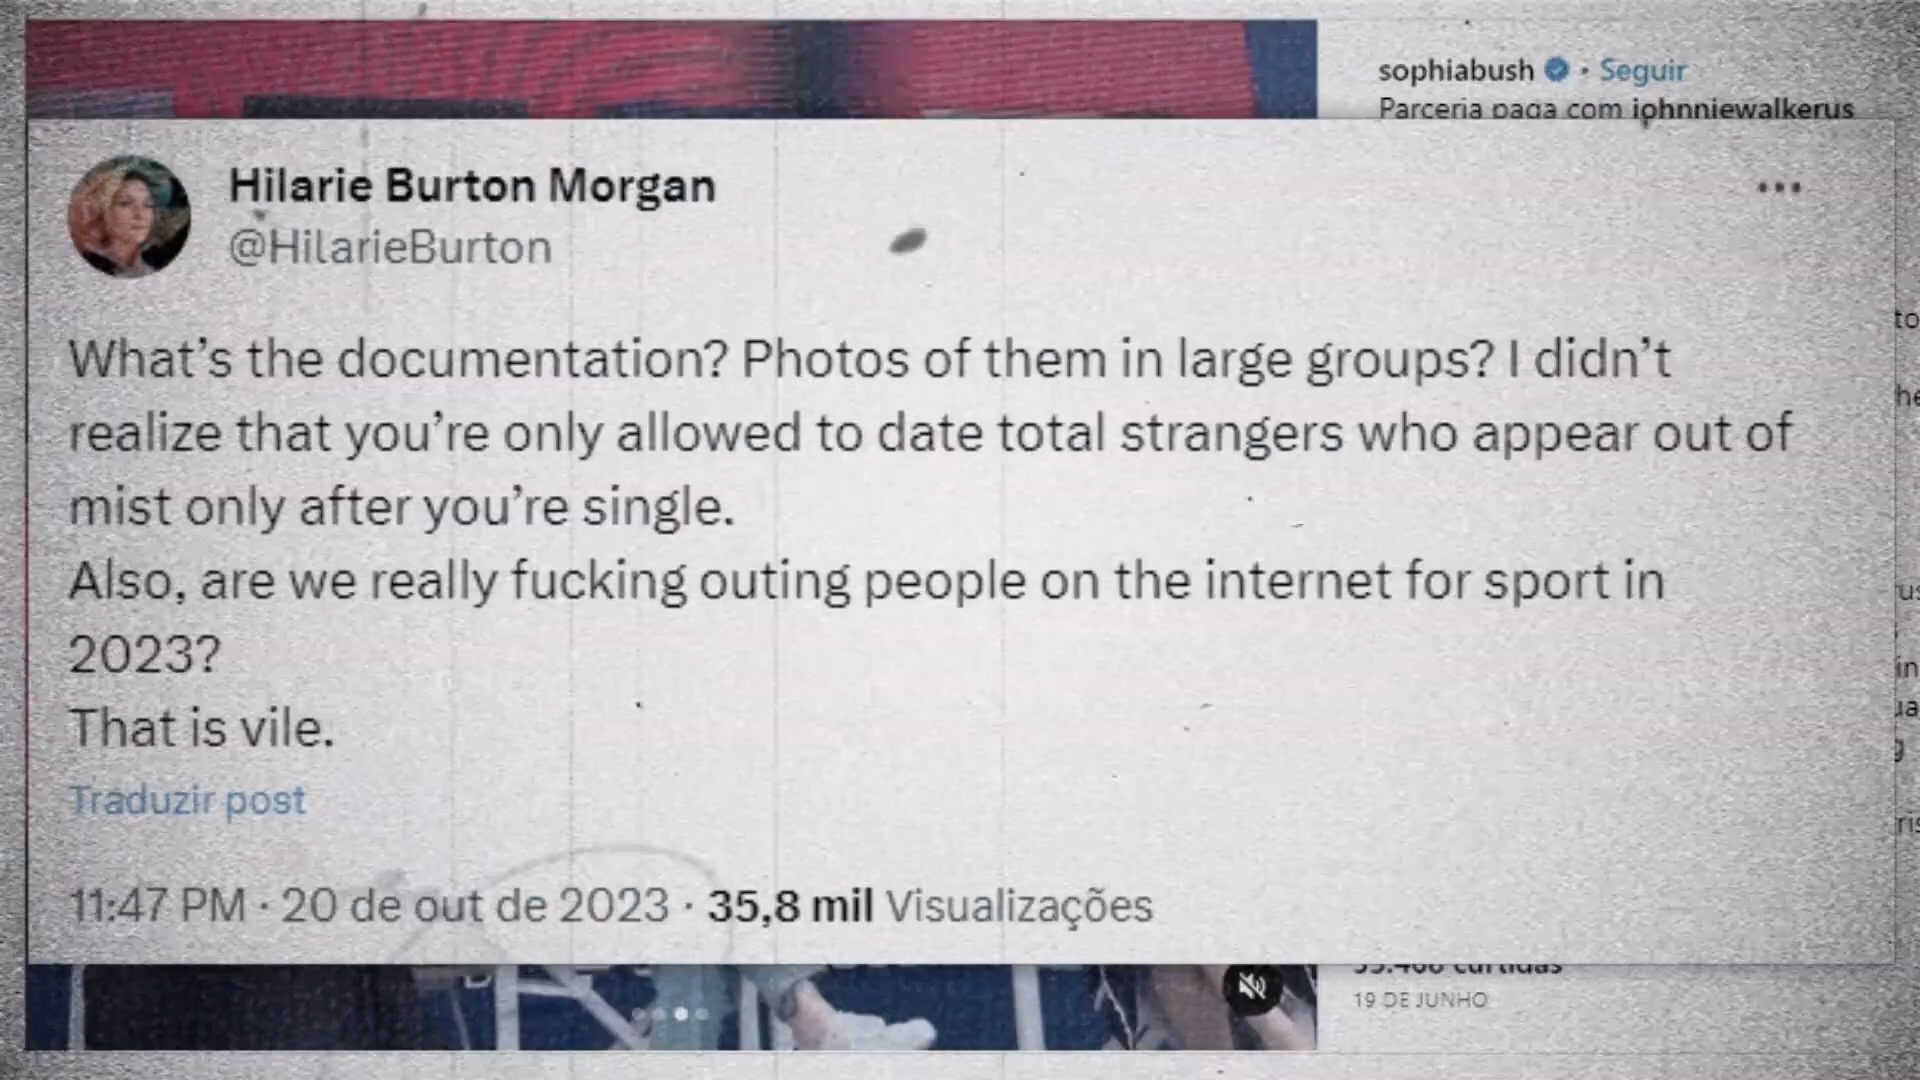 sophiabush • Seguir
Parceria paga com johnniewalkerus
Hilarie Burton Morgan
@HilarieBurton
What’s the documentation? Photos of them in large groups? I didn’t
realize that you’re only allowed to date total strangers who appear out of
mist only after you’re single.
Also, are we really fucking outing people on the internet for sport in
2023?
That is vile.
Traduzir post
11:47 PM · 20 de out de 2023 · 35,8 mil Visualizações
curtidas
19 DE JUNHO